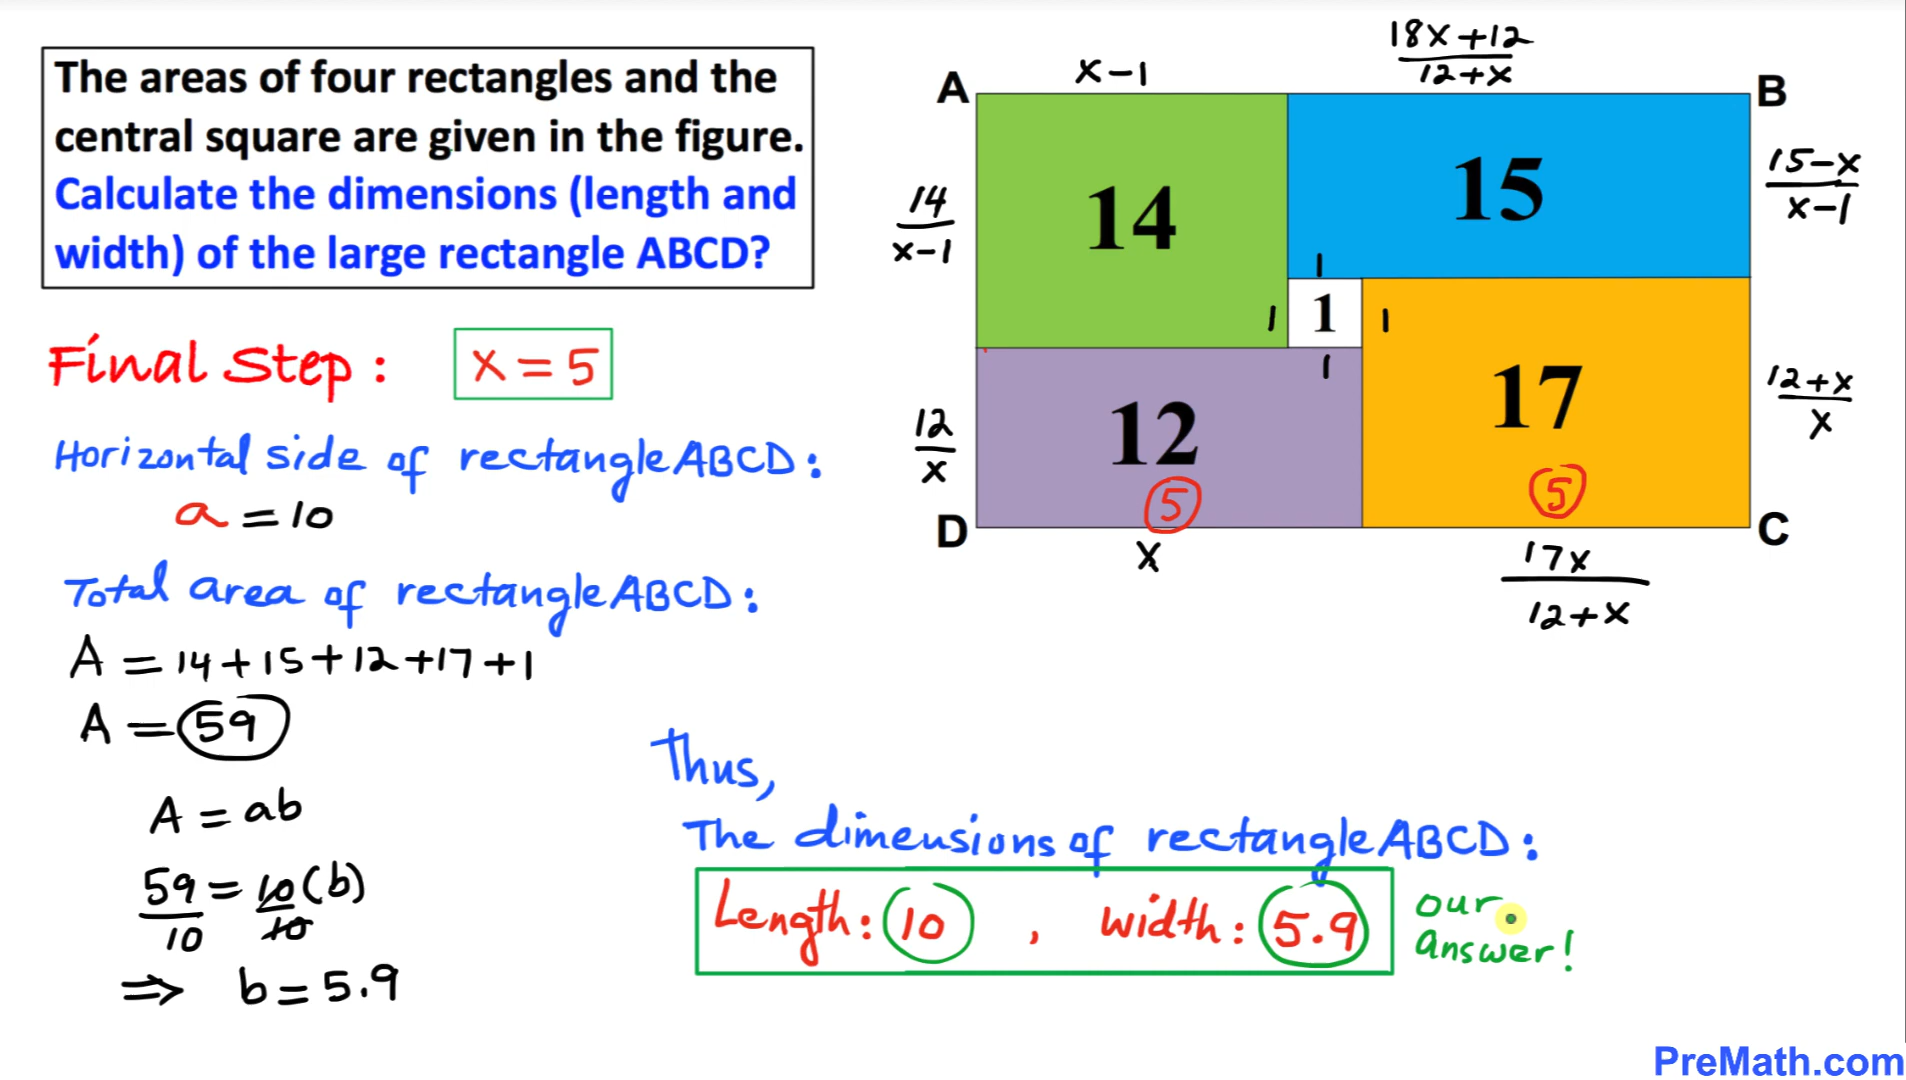 The areas of four rectangles and the
central square are given in the figure.
Calculate the dimensions (length and
width) of the large rectangle ABCD?
Final Step: x = 5
Horizontal side of rectangle ABCD:
a = 10
Total area of rectangle ABCD:
A = 14+15+12+17+1
A = 59
A = ab
59/10 = 10(b)/10
⇒ b = 5.9
x-1
18x+12/12+x
A
B
14/x-1
14
15
15-x/x-1
1
1
1
1
1
12/x
12
17
12+x/x
5
5
D
C
x
17x/12+x
Thus,
The dimensions of rectangle ABCD:
Length: 10 , width: 5.9
our
answer!
PreMath.com